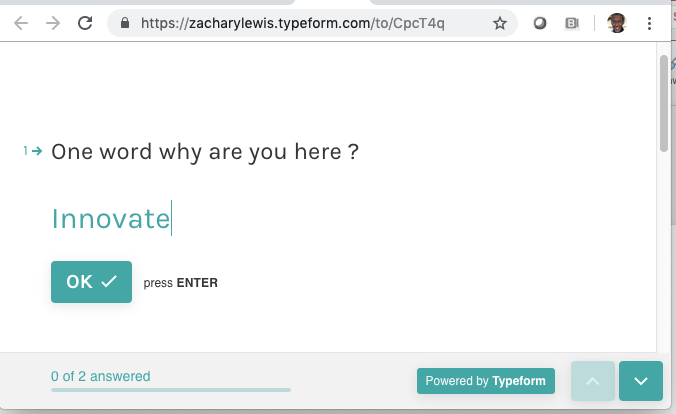 https://zacharylewis.typeform.com/to/CpcT4q
1 → One word why are you here ?
Innovate
OK ✓ press ENTER
0 of 2 answered
Powered by Typeform